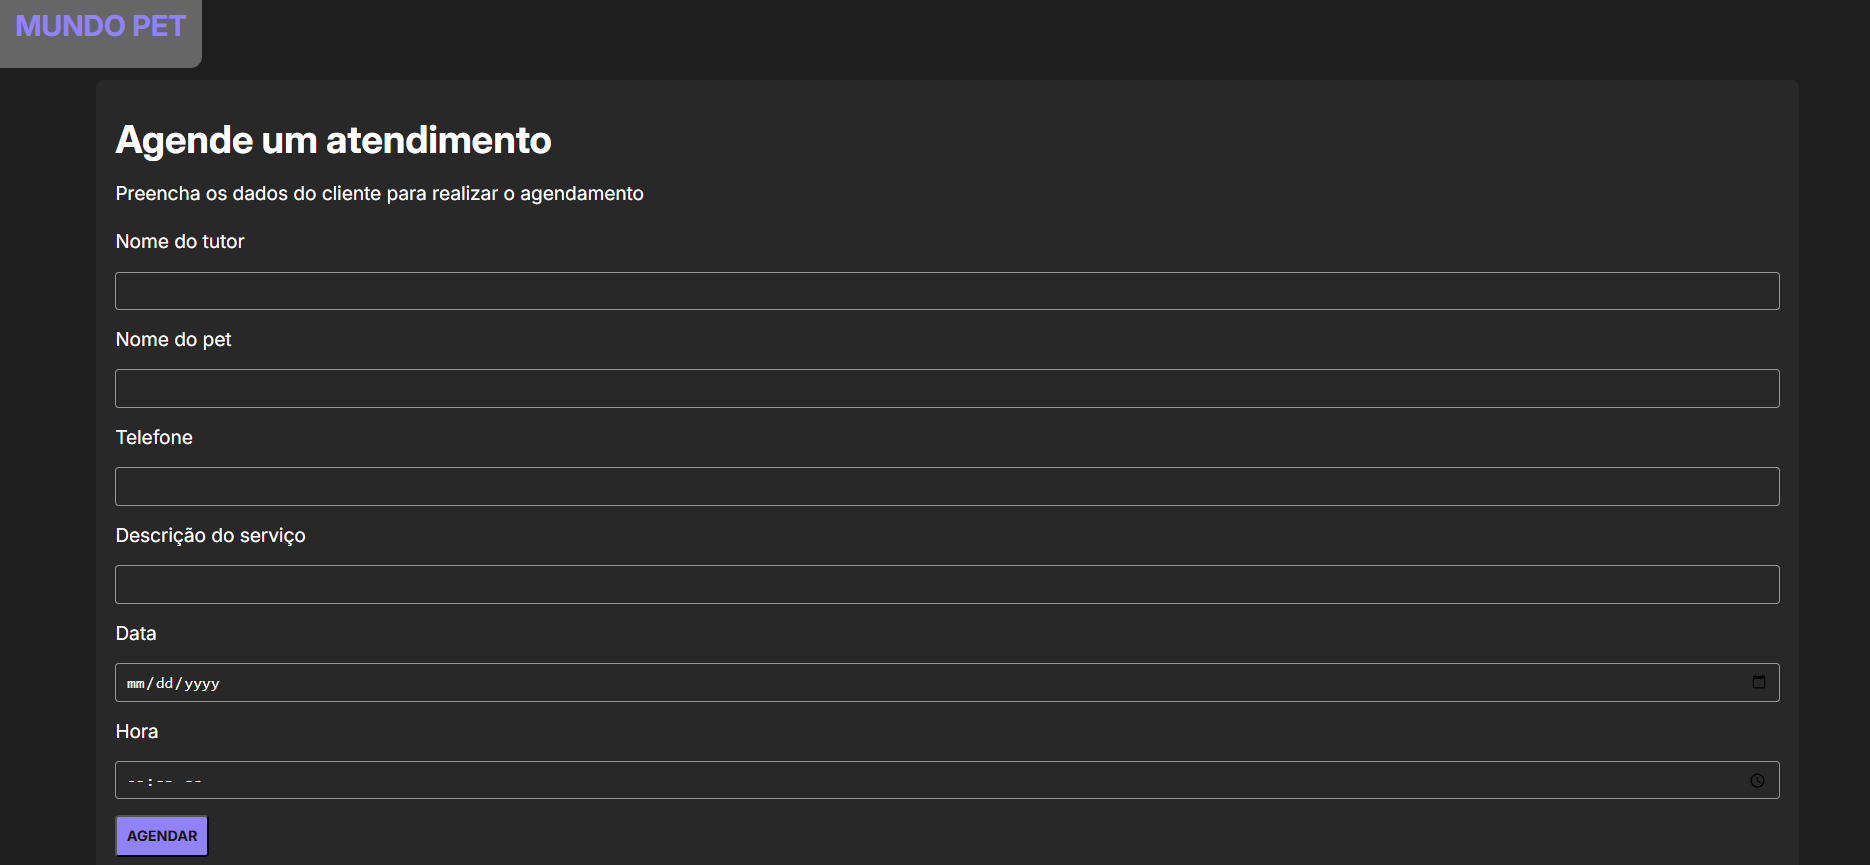 MUNDO PET
Agende um atendimento
Preencha os dados do cliente para realizar o agendamento
Nome do tutor
Nome do pet
Telefone
Descrição do serviço
Data
mm/dd/yyyy
Hora
--:-- --
AGENDAR